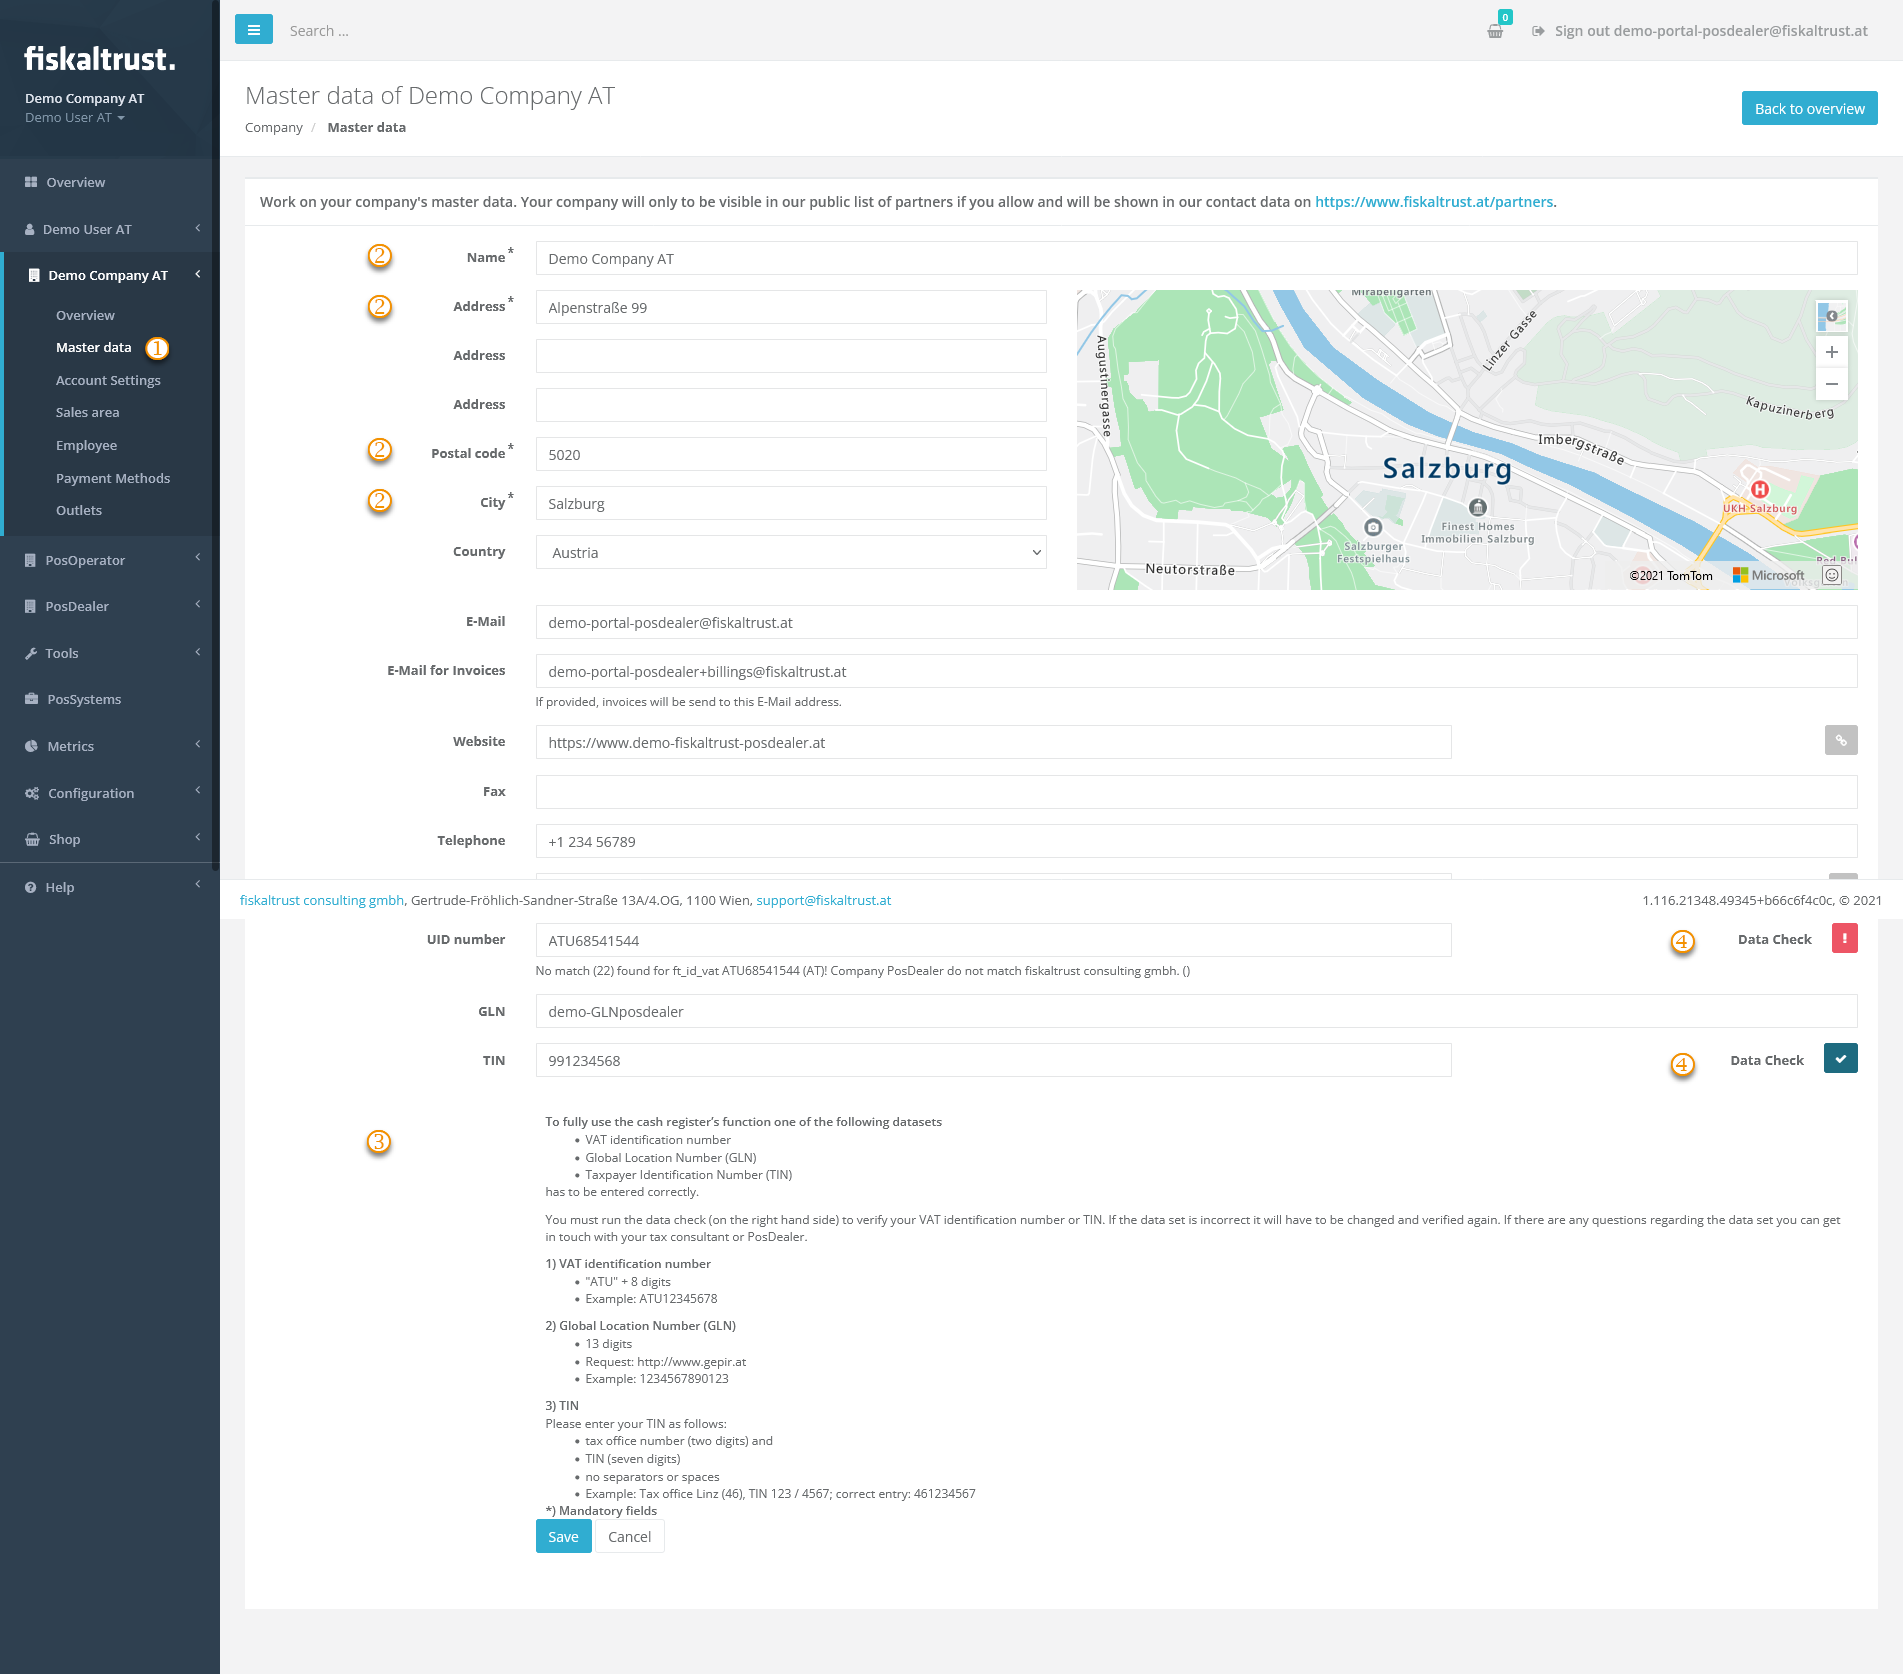 fiskaltrust.
Demo Company AT
Demo User AT
Overview
Demo User AT
Demo Company AT
Overview
Master data 1
Account Settings
Sales area
Employee
Payment Methods
Outlets
PosOperator
PosDealer
Tools
PosSystems
Metrics
Configuration
Shop
Help
Search ...
0
Sign out demo-portal-posdealer@fiskaltrust.at
Master data of Demo Company AT
Company / Master data
Back to overview
Work on your company's master data. Your company will only to be visible in our public list of partners if you allow and will be shown in our contact data on https://www.fiskaltrust.at/partners.
2 Name * Demo Company AT
2 Address * Alpenstraße 99
Address
Address
2 Postal code * 5020
2 City * Salzburg
Country Austria
Mirabellgarten
Linzer Gasse
Augustinergasse
Kapuzinerberg
Imbergstraße
Salzburg
H
UKH Salzburg
Finest Homes
Immobilien Salzburg
Salzburger
Festspielhaus
Neutorstraße
©2021 TomTom
Microsoft
E-Mail demo-portal-posdealer@fiskaltrust.at
E-Mail for Invoices demo-portal-posdealer+billings@fiskaltrust.at
If provided, invoices will be send to this E-Mail address.
Website https://www.demo-fiskaltrust-posdealer.at
Fax
Telephone +1 234 56789
fiskaltrust consulting gmbh, Gertrude-Fröhlich-Sandner-Straße 13A/4.OG, 1100 Wien, support@fiskaltrust.at
1.116.21348.49345+b66c6f4c0c, © 2021
UID number ATU68541544 4 Data Check !
No match (22) found for ft_id_vat ATU68541544 (AT)! Company PosDealer do not match fiskaltrust consulting gmbh. ()
GLN demo-GLNposdealer
TIN 991234568 4 Data Check
3
To fully use the cash register's function one of the following datasets
• VAT identification number
• Global Location Number (GLN)
• Taxpayer Identification Number (TIN)
has to be entered correctly.
You must run the data check (on the right hand side) to verify your VAT identification number or TIN. If the data set is incorrect it will have to be changed and verified again. If there are any questions regarding the data set you can get
in touch with your tax consultant or PosDealer.
1) VAT identification number
• "ATU" + 8 digits
• Example: ATU12345678
2) Global Location Number (GLN)
• 13 digits
• Request: http://www.gepir.at
• Example: 1234567890123
3) TIN
Please enter your TIN as follows:
• tax office number (two digits) and
• TIN (seven digits)
• no separators or spaces
• Example: Tax office Linz (46), TIN 123 / 4567; correct entry: 461234567
*) Mandatory fields
Save Cancel